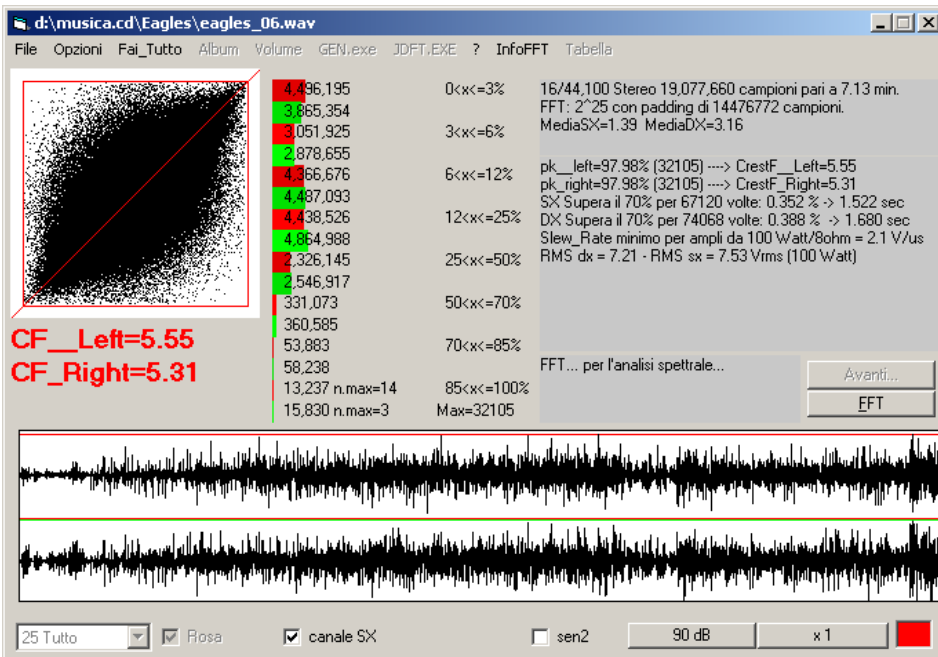 d:\musica.cd\Eagles\eagles_06.wav
File Opzioni Fai_Tutto Album Volume GEN.exe JDFT.EXE ? InfoFFT Tabella
4,496,195 0<x<=3%
3,865,354
3,051,925 3<x<=6%
2,878,655
4,366,676 6<x<=12%
4,487,093
4,438,526 12<x<=25%
4,864,988
2,326,145 25<x<=50%
2,546,917
331,073 50<x<=70%
360,585
53,883 70<x<=85%
58,238
13,237 n.max=14 85<x<=100%
15,830 n.max=3 Max=32105
16/44,100 Stereo 19,077,660 campioni pari a 7.13 min.
FFT: 2^25 con padding di 14476772 campioni.
MediaSX=1.39 MediaDX=3.16
pk__left=97.98% (32105) ----> CrestF__Left=5.55
pk_right=97.98% (32105) ----> CrestF_Right=5.31
SX Supera il 70% per 67120 volte: 0.352 % -> 1.522 sec
DX Supera il 70% per 74068 volte: 0.388 % -> 1.680 sec
Slew_Rate minimo per ampli da 100 Watt/8ohm = 2.1 V/us
RMS dx = 7.21 - RMS sx = 7.53 Vrms (100 Watt)
CF__Left=5.55
CF_Right=5.31
FFT... per l'analisi spettrale...
Avanti...
FFT
25 Tutto Rosa canale SX sen2 90 dB x 1